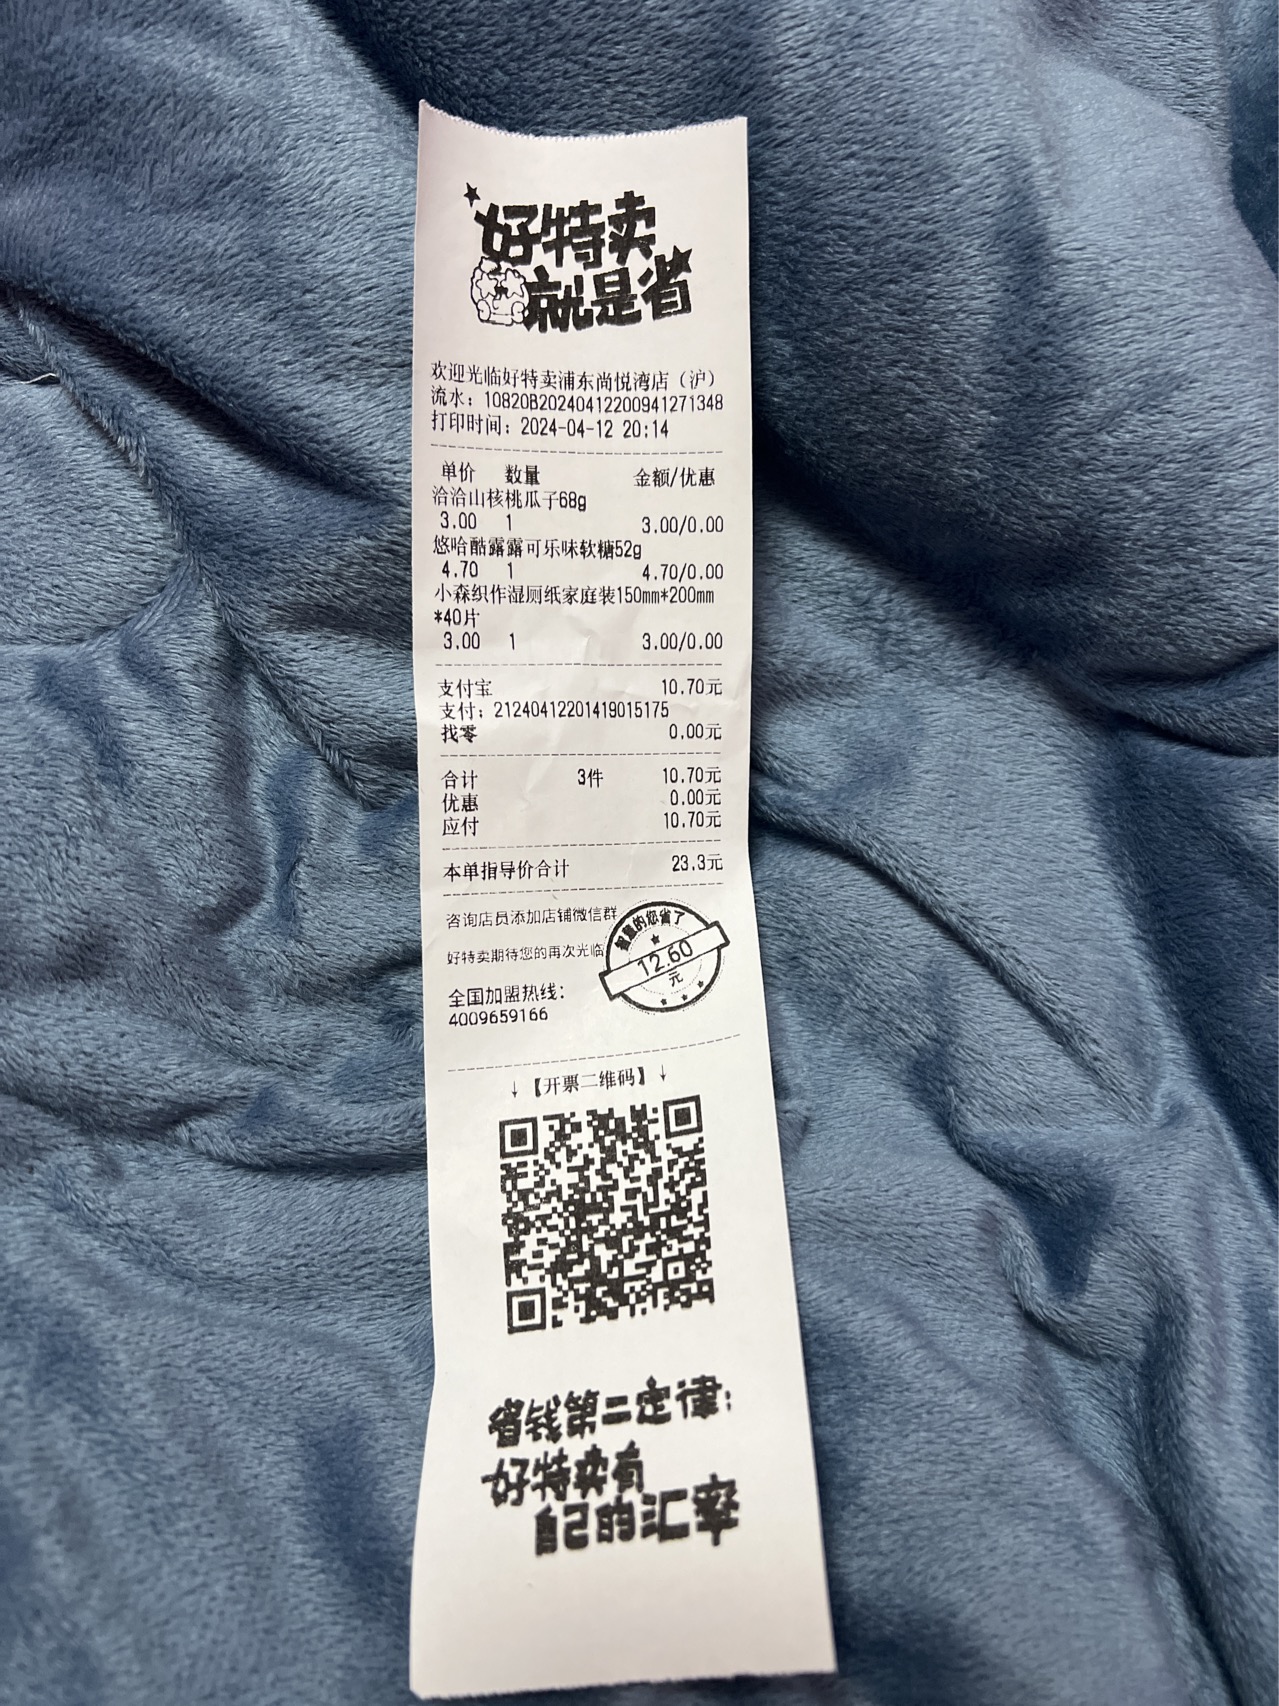 好特卖
就是省
欢迎光临好特卖浦东尚悦湾店（沪）
流水：10820B20240412200941271348
打印时间：2024-04-12 20:14
单价 数量 金额/优惠
洽洽山核桃瓜子68g
3.00 1 3.00/0.00
悠哈酷露露可乐味软糖52g
4.70 1 4.70/0.00
小森织作湿厕纸家庭装150mm*200mm
*40片
3.00 1 3.00/0.00
支付宝 10.70元
支付：21240412201419015175
找零 0.00元
合计 3件 10.70元
优惠 0.00元
应付 10.70元
本单指导价合计 23.3元
咨询店员添加店铺微信群
好特卖期待您的再次光临
智慧的您省了
12.60
元
全国加盟热线：
4009659166
↓【开票二维码】↓
省钱第二定律：
好特卖有
自己的汇率